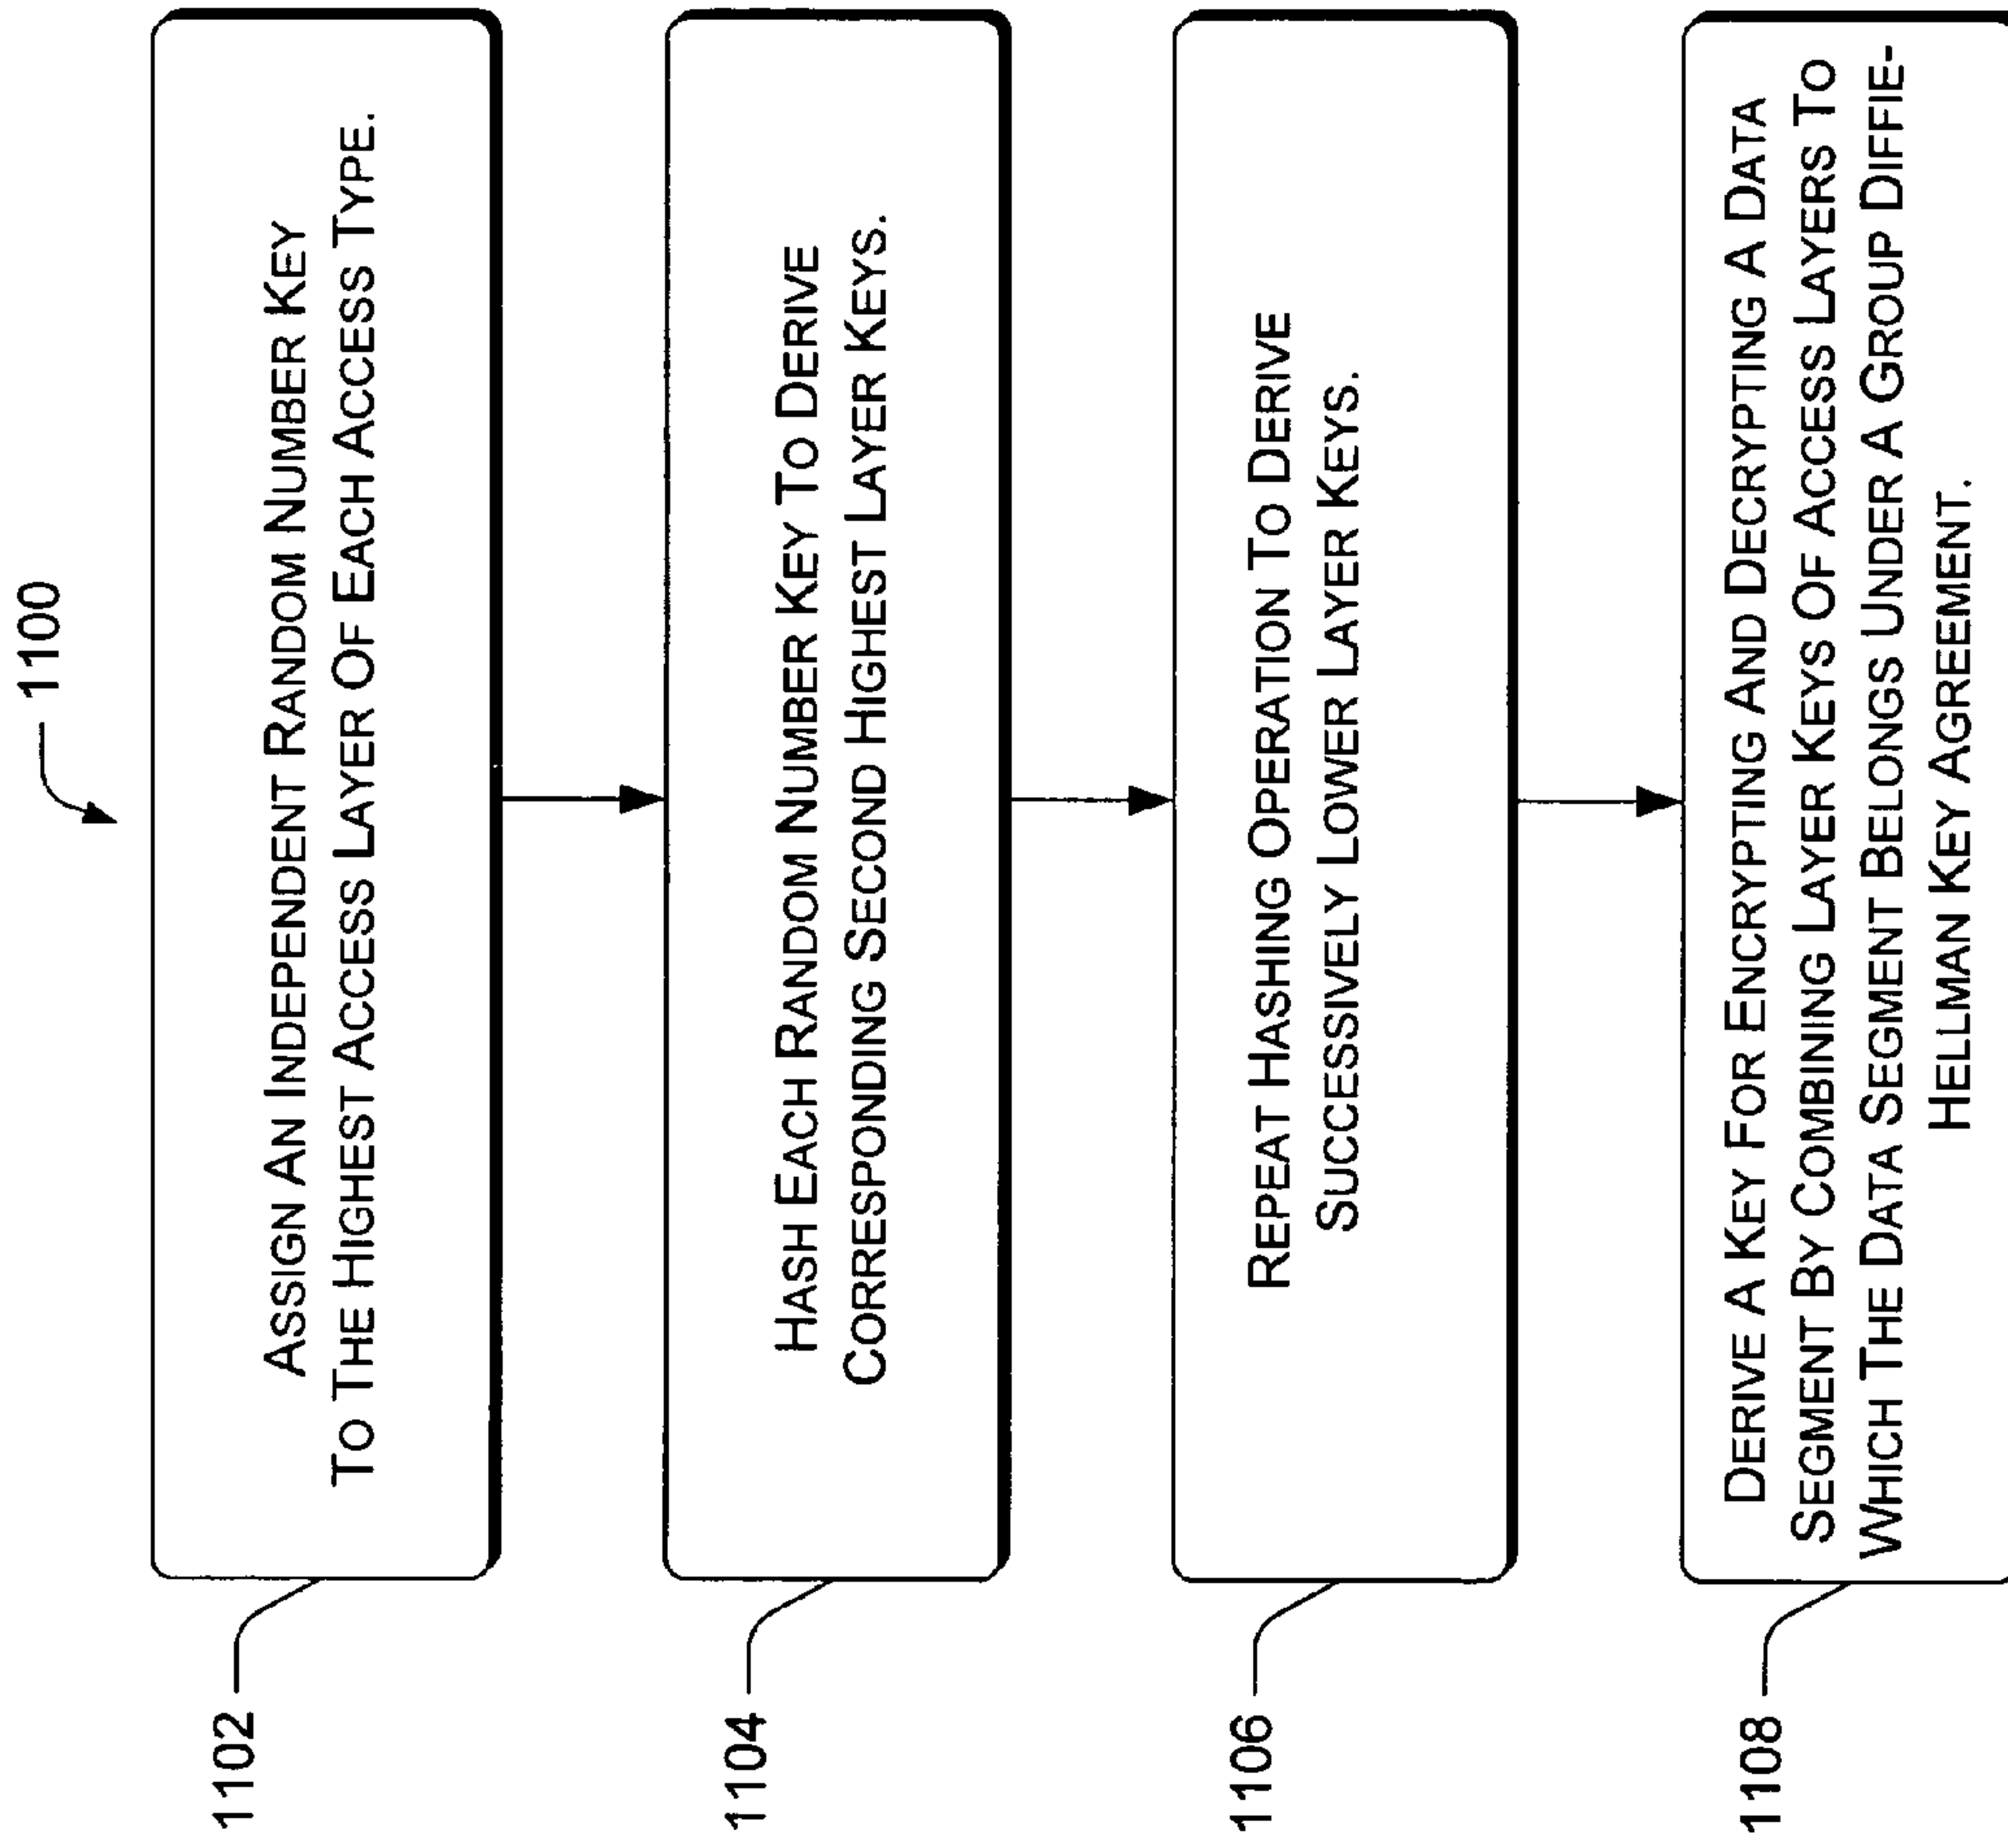 1100
1102
ASSIGN AN INDEPENDENT RANDOM NUMBER KEY
TO THE HIGHEST ACCESS LAYER OF EACH ACCESS TYPE.
1104
HASH EACH RANDOM NUMBER KEY TO DERIVE
CORRESPONDING SECOND HIGHEST LAYER KEYS.
1106
REPEAT HASHING OPERATION TO DERIVE
SUCCESSIVELY LOWER LAYER KEYS.
1108
DERIVE A KEY FOR ENCRYPTING AND DECRYPTING A DATA
SEGMENT BY COMBINING LAYER KEYS OF ACCESS LAYERS TO
WHICH THE DATA SEGMENT BELONGS UNDER A GROUP DIFFIE-
HELLMAN KEY AGREEMENT.